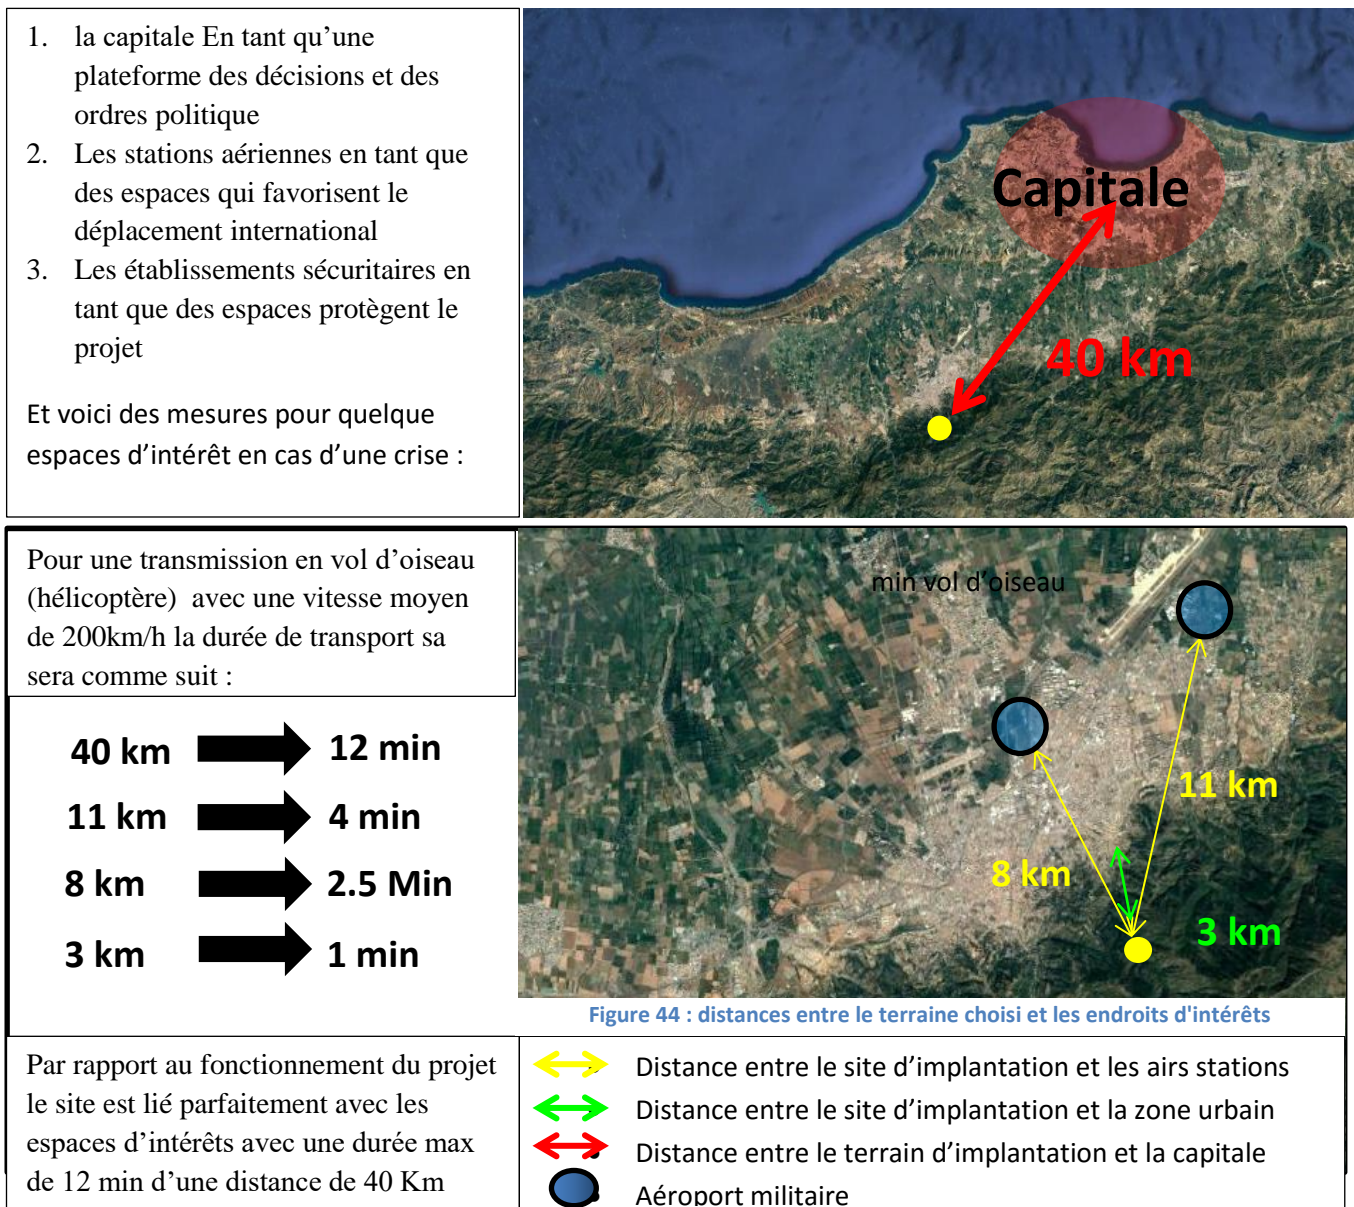 1. la capitale En tant qu’une
plateforme des décisions et des
ordres politique
2. Les stations aériennes en tant que
des espaces qui favorisent le
déplacement international
3. Les établissements sécuritaires en
tant que des espaces protègent le
projet
Et voici des mesures pour quelque
espaces d’intérêt en cas d’une crise :
Capitale
40 km
Pour une transmission en vol d’oiseau
(hélicoptère) avec une vitesse moyen
de 200km/h la durée de transport sa
sera comme suit :
40 km 12 min
11 km 4 min
8 km 2.5 Min
3 km 1 min
min vol d’oiseau
11 km
8 km
3 km
Figure 44 : distances entre le terraine choisi et les endroits d'intérêts
Par rapport au fonctionnement du projet
le site est lié parfaitement avec les
espaces d’intérêts avec une durée max
de 12 min d’une distance de 40 Km
Distance entre le site d’implantation et les airs stations
Distance entre le site d’implantation et la zone urbain
Distance entre le terrain d’implantation et la capitale
Aéroport militaire